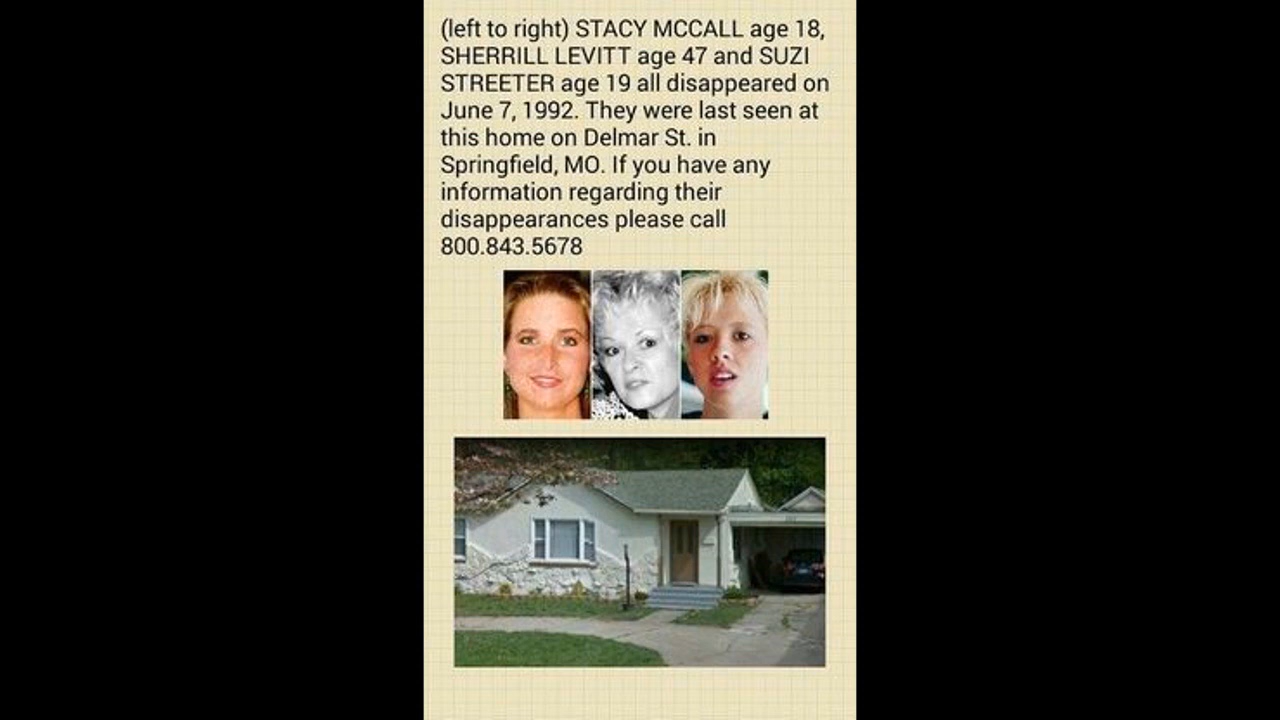 (left to right) STACY MCCALL age 18,
SHERRILL LEVITT age 47 and SUZI
STREETER age 19 all disappeared on
June 7, 1992. They were last seen at
this home on Delmar St. in
Springfield, MO. If you have any
information regarding their
disappearances please call
800.843.5678